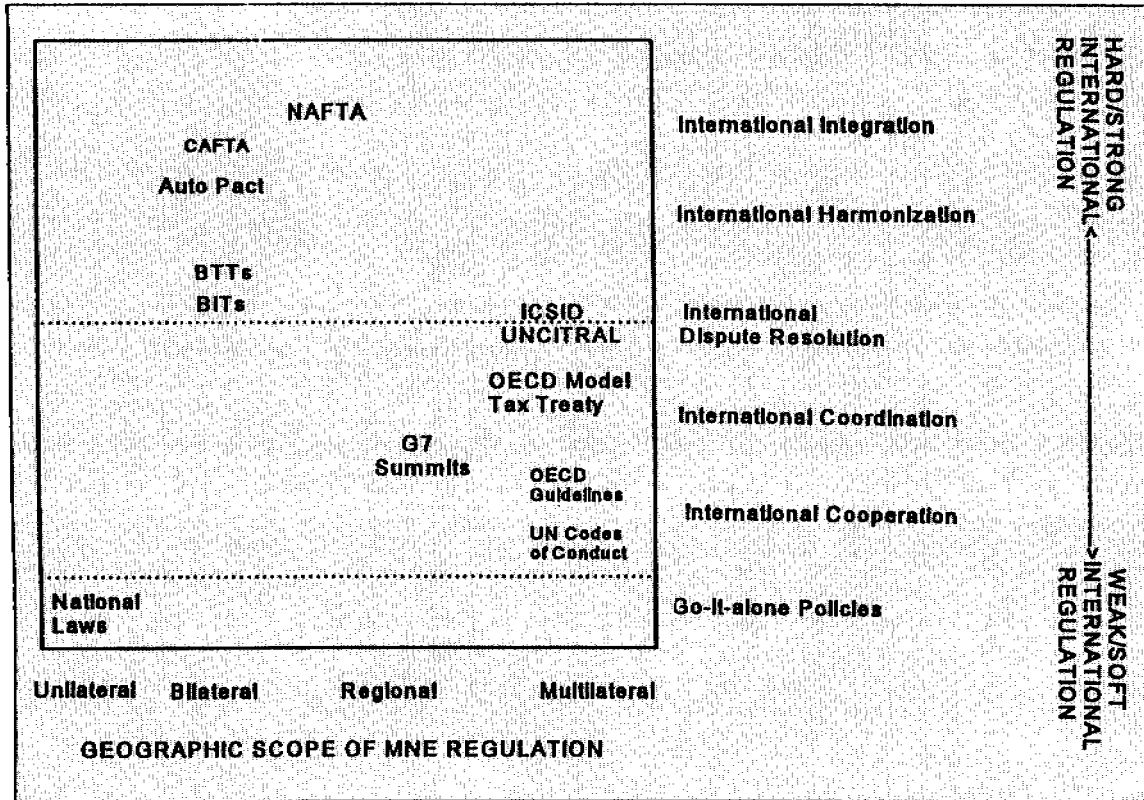 NAFTA
CAFTA
Auto Pact
BTTs
BITs
ICSID
UNCITRAL
OECD Model
Tax Treaty
G7
Summits
OECD
Guidelines
UN Codes
of Conduct
National
Laws
International Integration
International Harmonization
International
Dispute Resolution
International Coordination
International Cooperation
Go-it-alone Policies
HARD/STRONG
INTERNATIONAL<
REGULATION
WEAK/SOFT
>INTERNATIONAL
REGULATION
Unilateral Bilateral Regional Multilateral
GEOGRAPHIC SCOPE OF MNE REGULATION